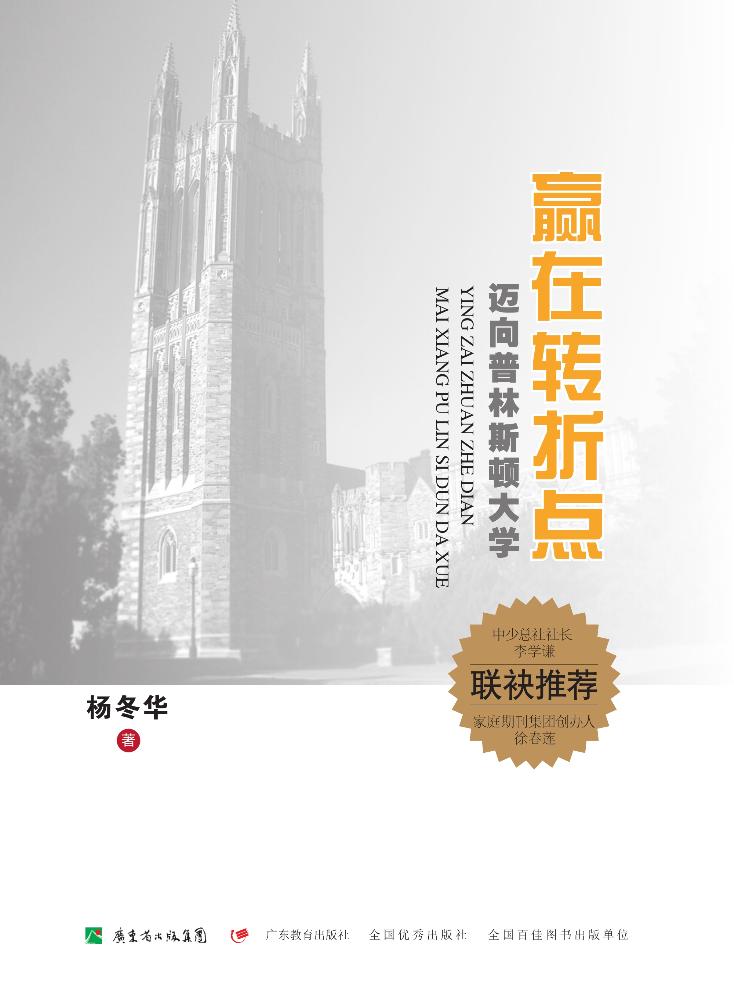 赢在转折点
迈向普林斯顿大学
YING ZAI ZHUAN ZHE DIAN
MAI XIANG PU LIN SI DUN DA XUE
中少总社社长
李学谦
联袂推荐
家庭期刊集团创办人
徐春莲
杨冬华
著
廣東省出版集團
广东教育出版社 全国优秀出版社 全国百佳图书出版单位